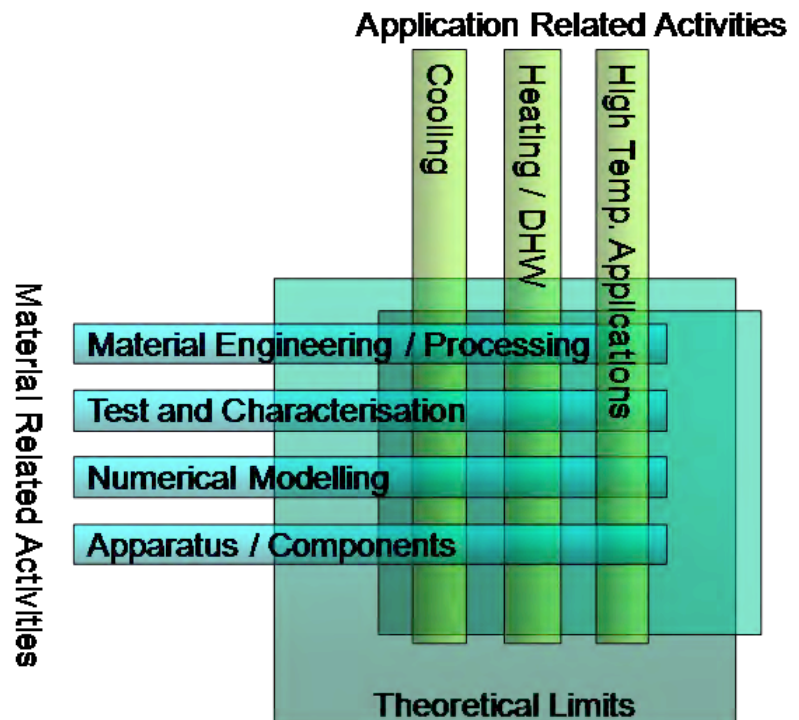 Application Related Activities
Cooling
Heating / DHW
High Temp. Applications
Material Related Activities
Material Engineering / Processing
Test and Characterisation
Numerical Modelling
Apparatus / Components
Theoretical Limits